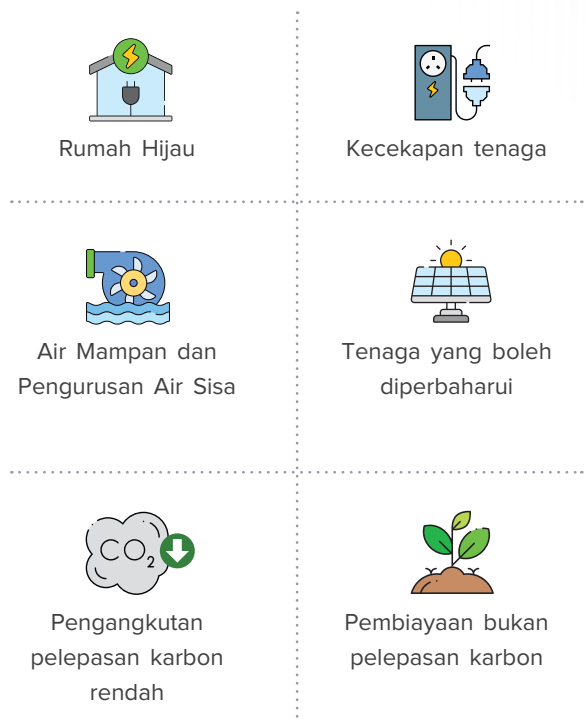 Rumah Hijau
Kecekapan tenaga
Air Mampan dan
Pengurusan Air Sisa
Tenaga yang boleh
diperbaharui
CO2
Pengangkutan
pelepasan karbon
rendah
Pembiayaan bukan
pelepasan karbon